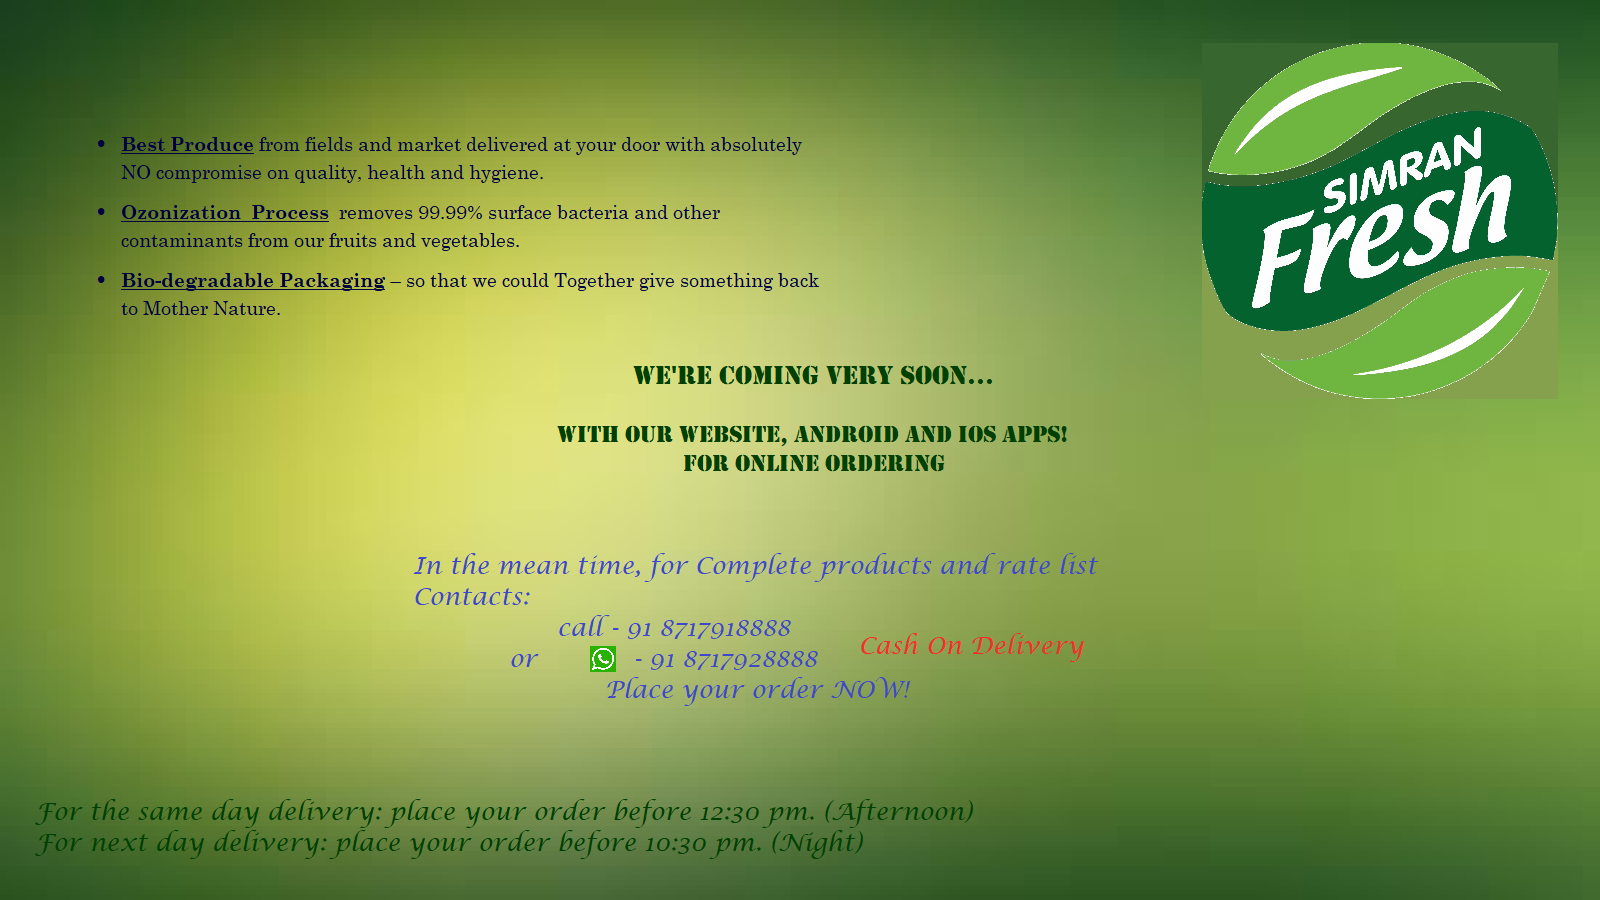 • Best Produce from fields and market delivered at your door with absolutely
NO compromise on quality, health and hygiene.
• Ozonization Process removes 99.99% surface bacteria and other
contaminants from our fruits and vegetables.
• Bio-degradable Packaging – so that we could Together give something back
to Mother Nature.
SIMRAN
Fresh
WE'RE COMING VERY SOON...
WITH OUR WEBSITE, ANDROID AND IOS APPS!
FOR ONLINE ORDERING
In the mean time, for Complete products and rate list
Contacts:
call - 91 8717918888
or - 91 8717928888
Cash On Delivery
Place your order NOW!
For the same day delivery: place your order before 12:30 pm. (Afternoon)
For next day delivery: place your order before 10:30 pm. (Night)